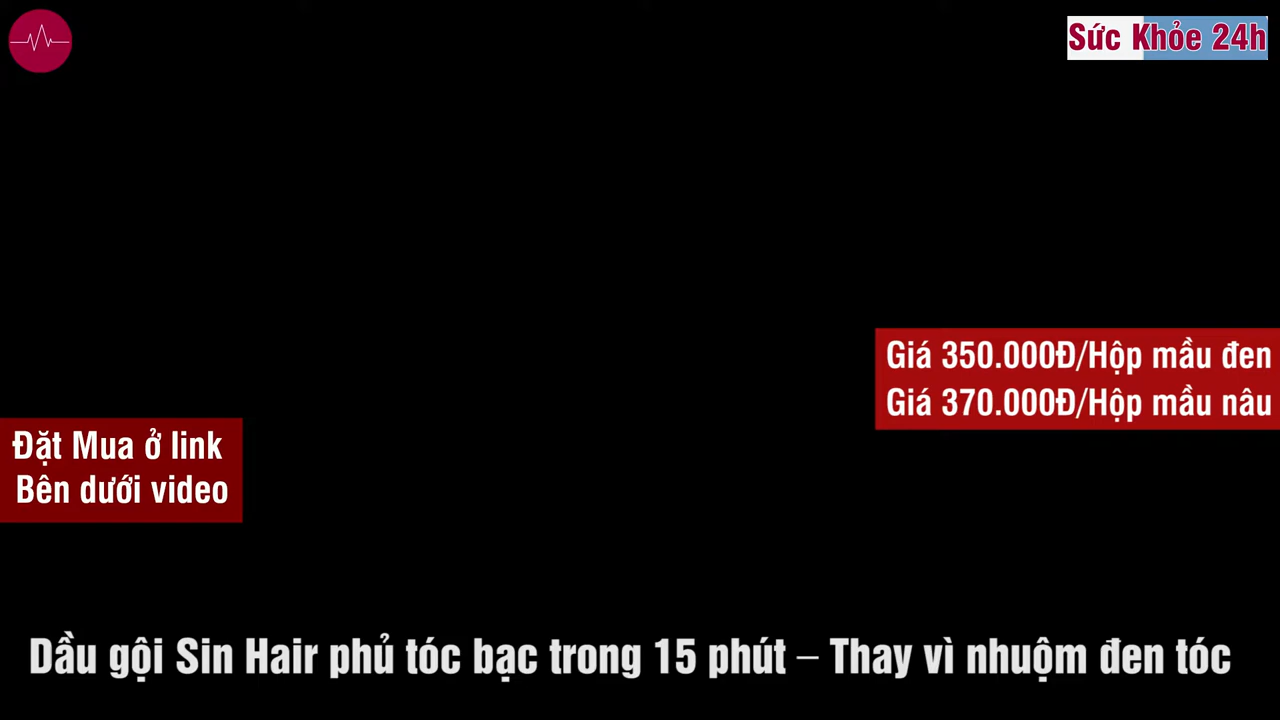 Sức Khỏe 24h
Giá 350.000Đ/Hộp mầu đen
Giá 370.000Đ/Hộp mầu nâu
Đặt Mua ở link
Bên dưới video
Dầu gội Sin Hair phủ tóc bạc trong 15 phút – Thay vì nhuộm đen tóc